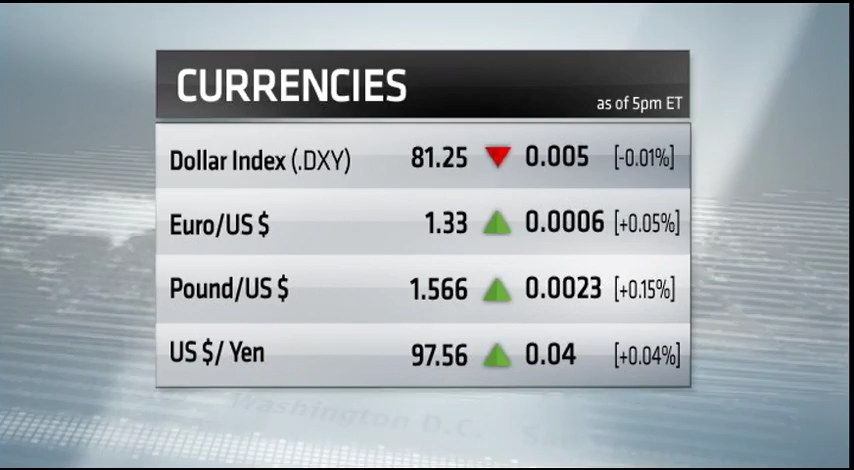 CURRENCIES
as of 5pm ET
Dollar Index (.DXY) 81.25 ▼ 0.005 [-0.01%]
Euro/US $ 1.33 ▲ 0.0006 [+0.05%]
Pound/US $ 1.566 ▲ 0.0023 [+0.15%]
US $/ Yen 97.56 ▲ 0.04 [+0.04%]
Washington D.C.